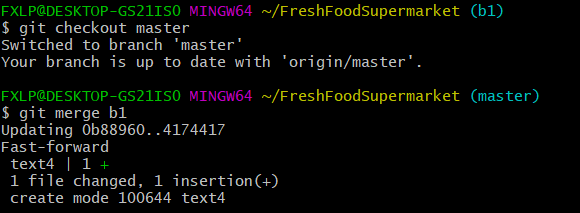 FXLP@DESKTOP-GS21ISO MINGW64 ~/FreshFoodSupermarket (b1)
$ git checkout master
Switched to branch 'master'
Your branch is up to date with 'origin/master'.
FXLP@DESKTOP-GS21ISO MINGW64 ~/FreshFoodSupermarket (master)
$ git merge b1
Updating 0b88960..4174417
Fast-forward
 text4 | 1 +
 1 file changed, 1 insertion(+)
 create mode 100644 text4